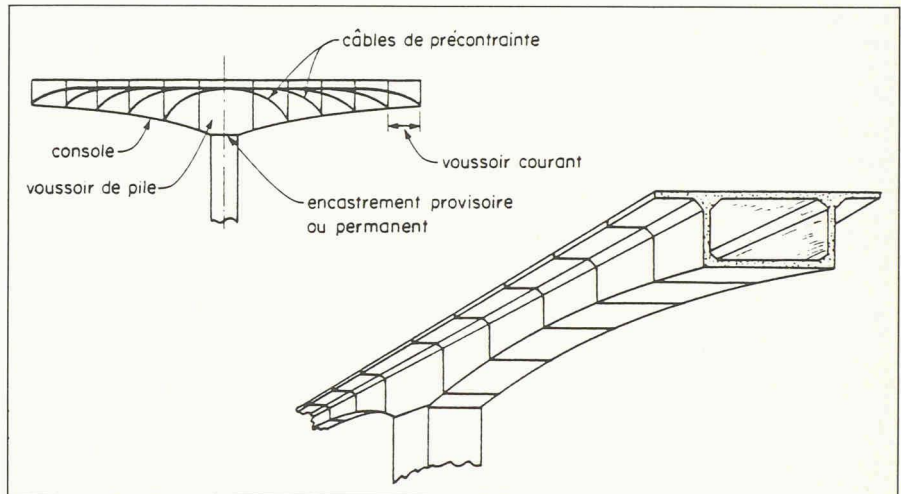 câbles de précontrainte
console
voussoir courant
voussoir de pile
encastrement provisoire
ou permanent